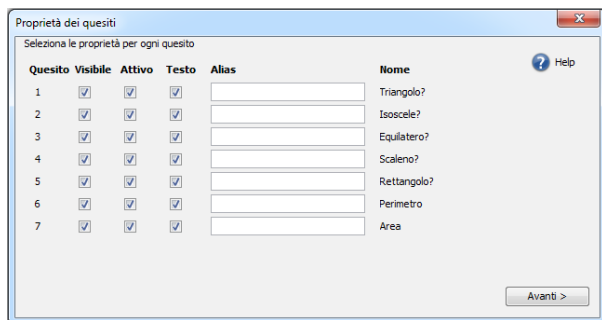 Proprietà dei quesiti
x
Seleziona le proprietà per ogni quesito
? Help
Quesito Visibile Attivo Testo Alias Nome
1 Triangolo?
2 Isoscele?
3 Equilatero?
4 Scaleno?
5 Rettangolo?
6 Perimetro
7 Area
Avanti >